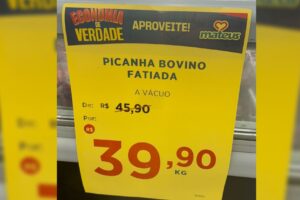 ECONOMIA
DE
VERDADE
APROVEITE!
mateus
PICANHA BOVINO
FATIADA
A VÁCUO
De: R$ 45,90
Por:
R$
39,90
KG